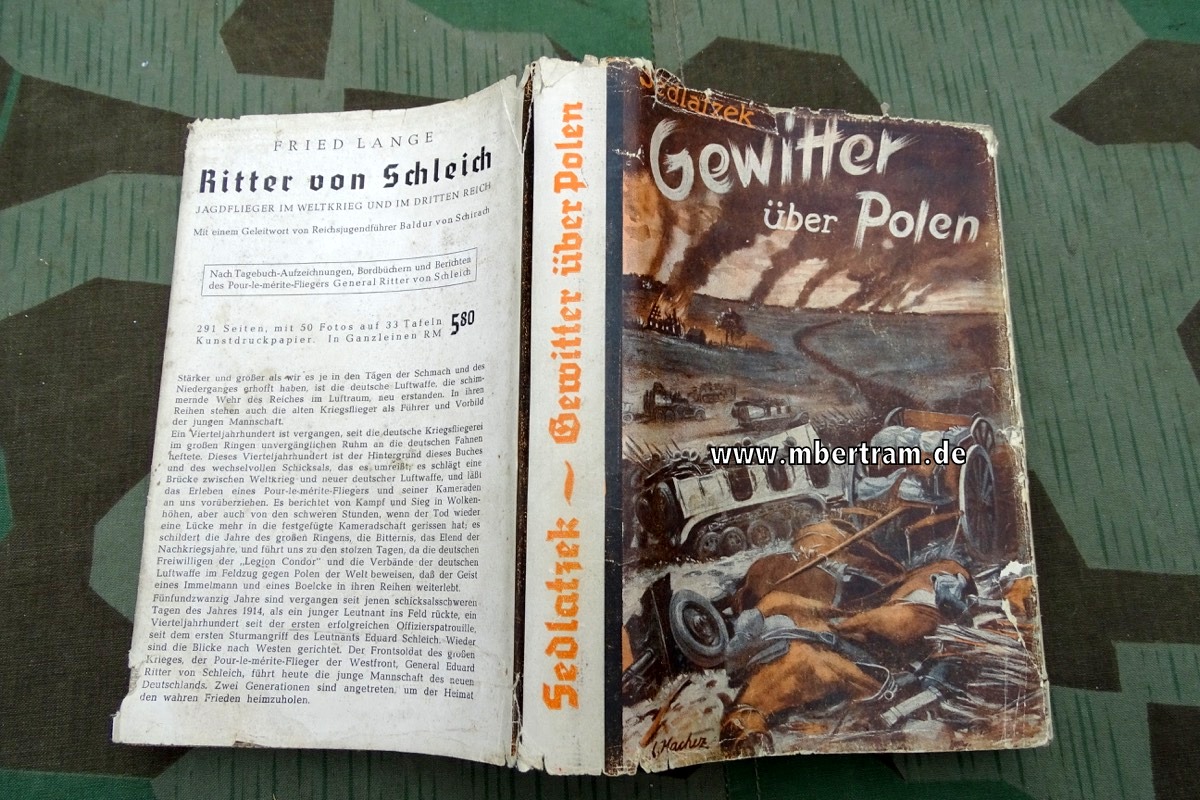 FRIED LANGE
Ritter von Schleich
JAGDFLIEGER IM WELTKRIEG UND IM DRITTEN REICH
Mit einem Geleitwort von Reichsjugendführer Baldur von Schirach
Nach Tagebuch-Aufzeichnungen, Bordbüchern und Berichten
des Pour-le-mérite-Fliegers General Ritter von Schleich
291 Seiten, mit 50 Fotos auf 33 Tafeln
Kunstdruckpapier. In Ganzleinen RM 5⁸⁰
Stärker und größer als wir es je in den Tagen der Schmach und des
Niederganges erhofft haben, ist die deutsche Luftwaffe, die schim-
mernde Wehr des Reiches im Luftraum, neu erstanden. In ihren
Reihen stehen auch die alten Kriegsflieger als Führer und Vorbild
der jungen Mannschaft.
Ein Vierteljahrhundert ist vergangen, seit die deutsche Kriegsfliegerei
im großen Ringen unvergänglichen Ruhm an die deutschen Fahnen
heftete. Dieses Vierteljahrhundert ist der Hintergrund dieses Buches
und des wechselvollen Schicksals, das es umreißt; es schlägt eine
Brücke zwischen Weltkrieg und neuer deutscher Luftwaffe, und läßt
das Erleben eines Pour-le-mérite-Fliegers und seiner Kameraden
an uns vorüberziehen. Es berichtet von Kampf und Sieg in Wolken-
höhen, aber auch von den schweren Stunden, wenn der Tod wieder
eine Lücke mehr in die festgefügte Kameradschaft gerissen hat; es
schildert die Jahre des großen Ringens, die Bitternis, das Elend der
Nachkriegsjahre, und führt uns zu den stolzen Tagen, da die deutschen
Freiwilligen der „Legion Condor" und die Verbände der deutschen
Luftwaffe im Feldzug gegen Polen der Welt beweisen, daß der Geist
eines Immelmann und eines Boelcke in ihren Reihen weiterlebt.
Fünfundzwanzig Jahre sind vergangen seit jenen schicksalsschweren
Tagen des Jahres 1914, als ein junger Leutnant ins Feld rückte, ein
Vierteljahrhundert seit der ersten erfolgreichen Offizierspatrouille,
seit dem ersten Sturmangriff des Leutnants Eduard Schleich. Wieder
sind die Blicke nach Westen gerichtet. Der Frontsoldat des großen
Krieges, der Pour-le-mérite-Flieger der Westfront, General Eduard
Ritter von Schleich, führt heute die junge Mannschaft des neuen
Deutschlands. Zwei Generationen sind angetreten, um der Heimat
den wahren Frieden heimzuholen.
Sedlatzek – Gewitter über Polen
Sedlatzek
Gewitter
über Polen
www.mbertram.de